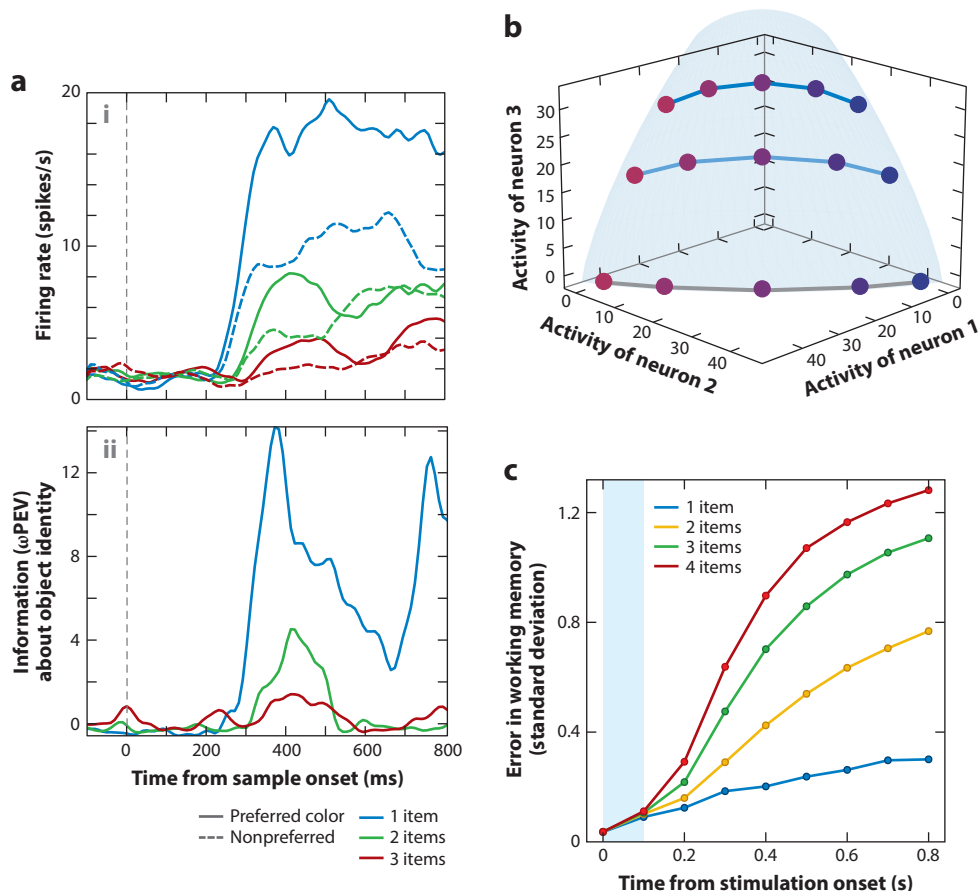 a
i
20
10
0
Firing rate (spikes/s)
ii
12
8
4
0
Information (ωPEV)
about object identity
0
200
400
600
800
Time from sample onset (ms)
Preferred color
Nonpreferred
1 item
2 items
3 items
b
30
25
20
15
10
5
0
Activity of neuron 3
0
10
20
30
40
Activity of neuron 2
40
30
20
10
0
Activity of neuron 1
c
1 item
2 items
3 items
4 items
1.2
0.8
0.4
0
Error in working memory
(standard deviation)
0
0.2
0.4
0.6
0.8
Time from stimulation onset (s)